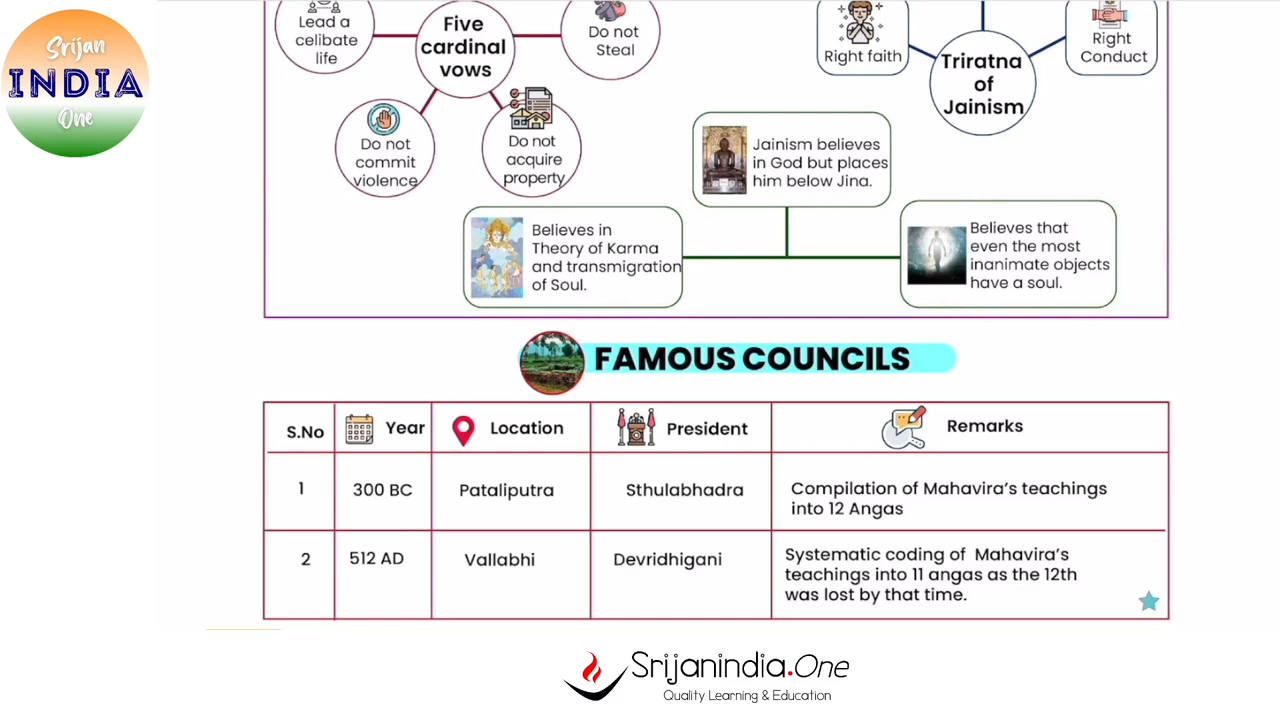 Srijan
INDIA
One
Lead a
celibate
life
Five
cardinal
vows
Do not
Steal
Do not
commit
violence
Do not
acquire
property
Right faith
Triratna
of
Jainism
Right
Conduct
Jainism believes
in God but places
him below Jina.
Believes in
Theory of Karma
and transmigration
of Soul.
Believes that
even the most
inanimate objects
have a soul.
FAMOUS COUNCILS
S.No Year Location President Remarks
1 300 BC Pataliputra Sthulabhadra Compilation of Mahavira's teachings
into 12 Angas
2 512 AD Vallabhi Devridhigani Systematic coding of Mahavira's
teachings into 11 angas as the 12th
was lost by that time.
Srijanindia.One
Quality Learning & Education